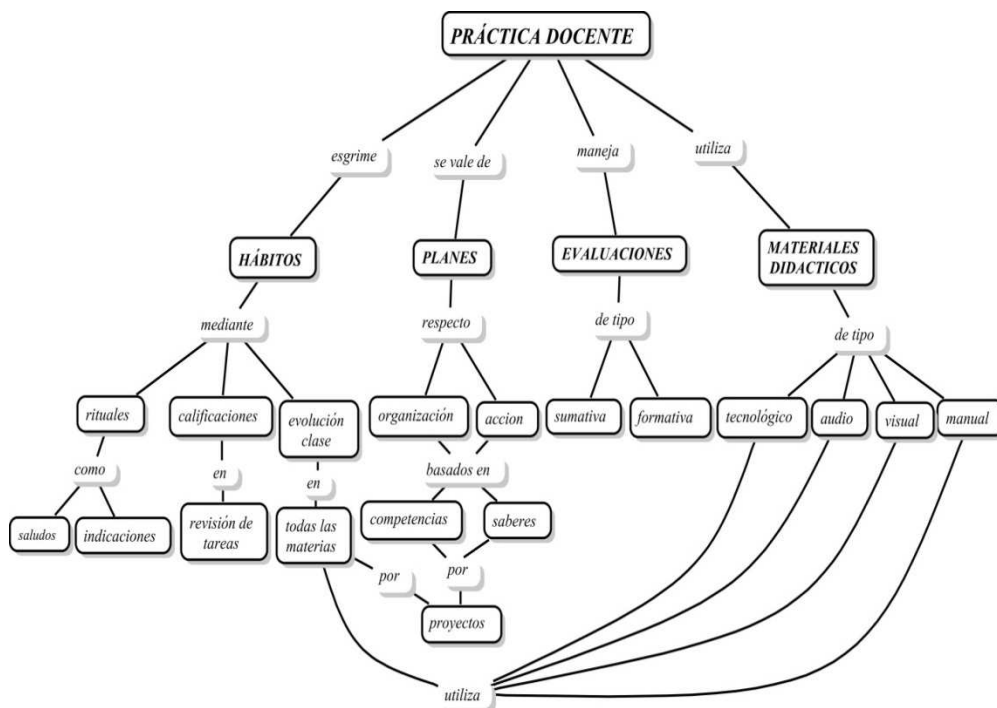 PRÁCTICA DOCENTE
esgrime
se vale de
maneja
utiliza
HÁBITOS
PLANES
EVALUACIONES
MATERIALES
DIDACTICOS
mediante
respecto
de tipo
de tipo
rituales
calificaciones
evolución
clase
organización
accion
sumativa
formativa
tecnológico
audio
visual
manual
como
en
en
basados en
saludos
indicaciones
revisión de
tareas
todas las
materias
competencias
saberes
por
por
proyectos
utiliza